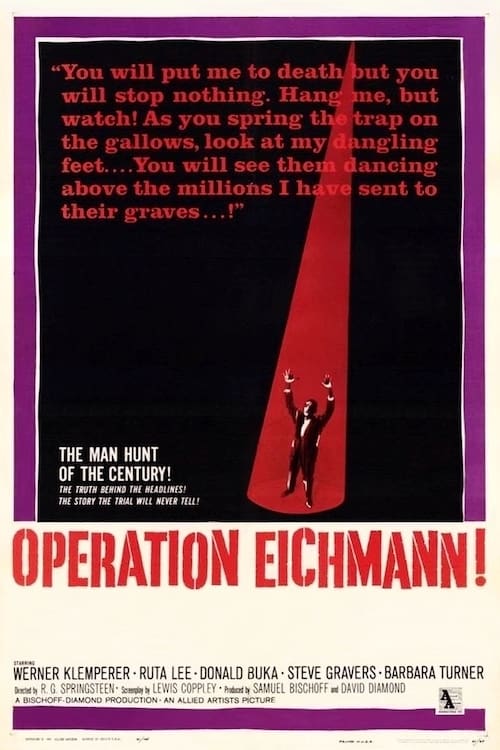 “You will put me to death but you
will stop nothing. Hang me, but
watch! As you spring the trap on
the gallows, look at my dangling
feet....You will see them dancing
above the millions I have sent to
their graves...!”
THE MAN HUNT
OF THE CENTURY!
THE TRUTH BEHIND THE HEADLINES!
THE STORY THE TRIAL WILL NEVER TELL!
OPERATION EICHMANN!
STARRING
WERNER KLEMPERER · RUTA LEE · DONALD BUKA · STEVE GRAVERS · BARBARA TURNER
Directed by R. G. SPRINGSTEEN · Screenplay by LEWIS COPPLEY · Produced by SAMUEL BISCHOFF and DAVID DIAMOND
A BISCHOFF-DIAMOND PRODUCTION · AN ALLIED ARTISTS PICTURE
A